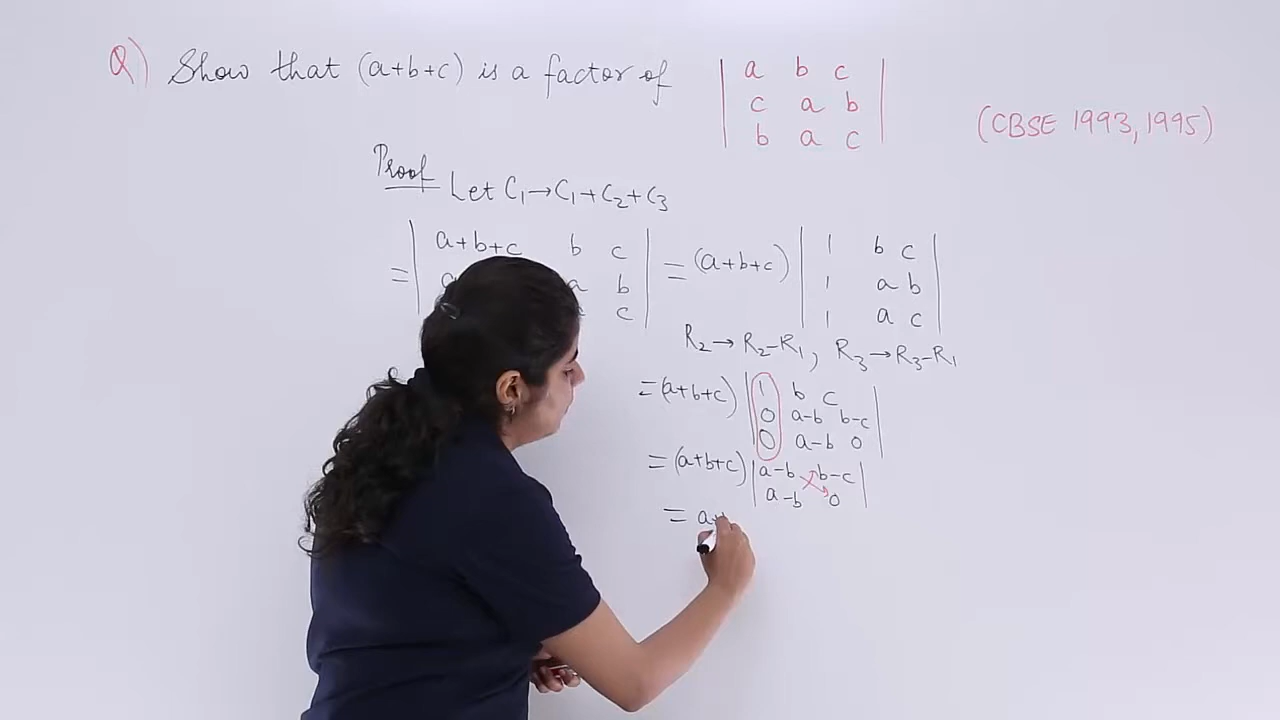 Q) Show that (a+b+c) is a factor of
| a b c |
| c a b |
| b a c |
(CBSE 1993, 1995)
Proof Let C₁→C₁+C₂+C₃
= | a+b+c b c | = (a+b+c) | 1 b c |
| a b | | 1 a b |
| c | | 1 a c |
R₂→R₂-R₁, R₃→R₃-R₁
= (a+b+c) | 1 b c |
| 0 a-b b-c |
| 0 a-b 0 |
= (a+b+c) | a-b b-c |
| a-b 0 |
= a+